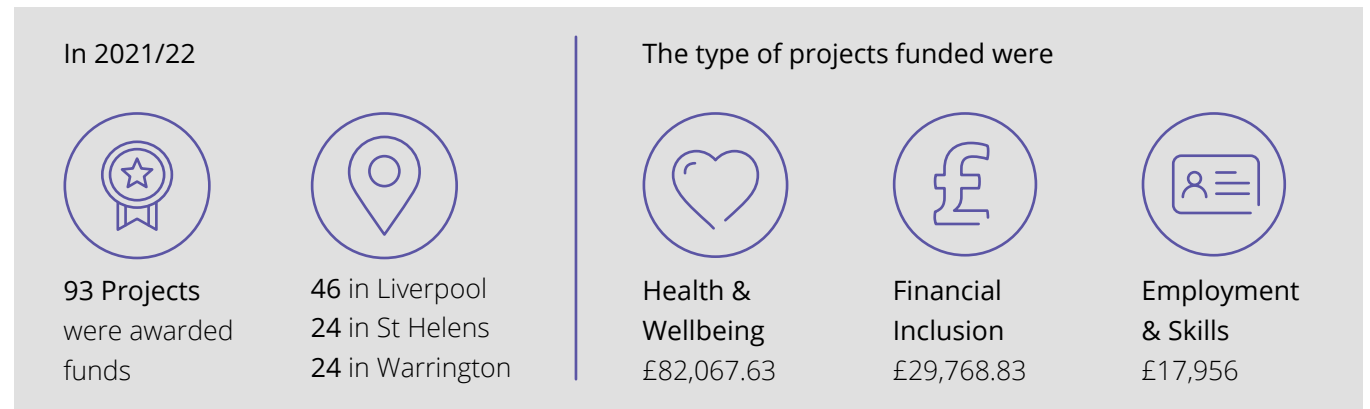 In 2021/22
93 Projects
were awarded
funds
46 in Liverpool
24 in St Helens
24 in Warrington
The type of projects funded were
Health &
Wellbeing
£82,067.63
Financial
Inclusion
£29,768.83
Employment
& Skills
£17,956